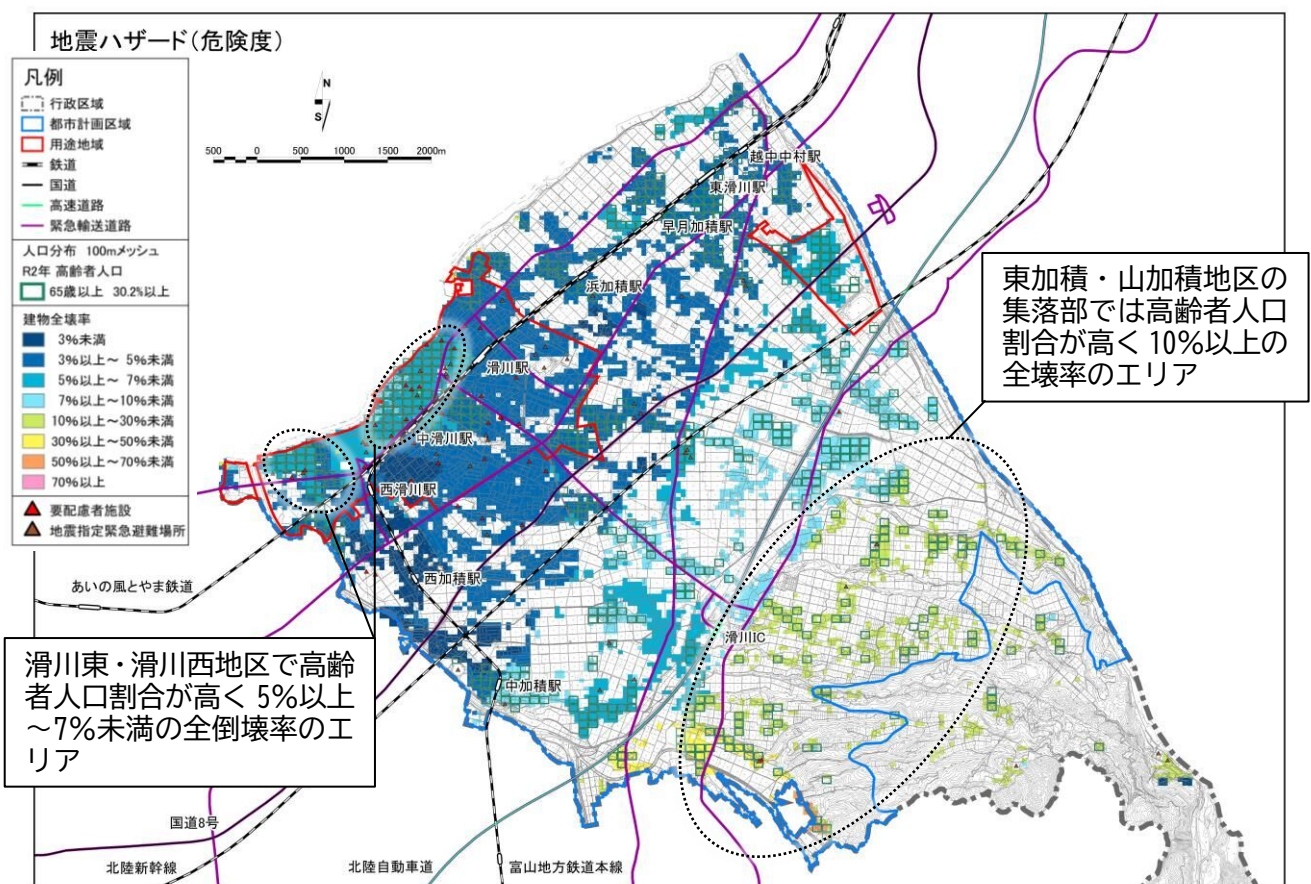 地震ハザード(危険度)
凡例
行政区域
都市計画区域
用途地域
鉄道
国道
高速道路
緊急輸送道路
人口分布 100mメッシュ
R2年 高齢者人口
65歳以上 30.2%以上
建物全壊率
3%未満
3%以上～ 5%未満
5%以上～ 7%未満
7%以上～10%未満
10%以上～30%未満
30%以上～50%未満
50%以上～70%未満
70%以上
要配慮者施設
地震指定緊急避難場所
N
S
500 0 500 1000 1500 2000m
越中中村駅
東滑川駅
早月加積駅
浜加積駅
滑川駅
中滑川駅
西滑川駅
西加積駅
中加積駅
滑川IC
東加積・山加積地区の
集落部では高齢者人口
割合が高く 10%以上の
全壊率のエリア
あいの風とやま鉄道
滑川東・滑川西地区で高齢
者人口割合が高く 5%以上
～7%未満の全倒壊率のエ
リア
国道8号
北陸新幹線
北陸自動車道
富山地方鉄道本線